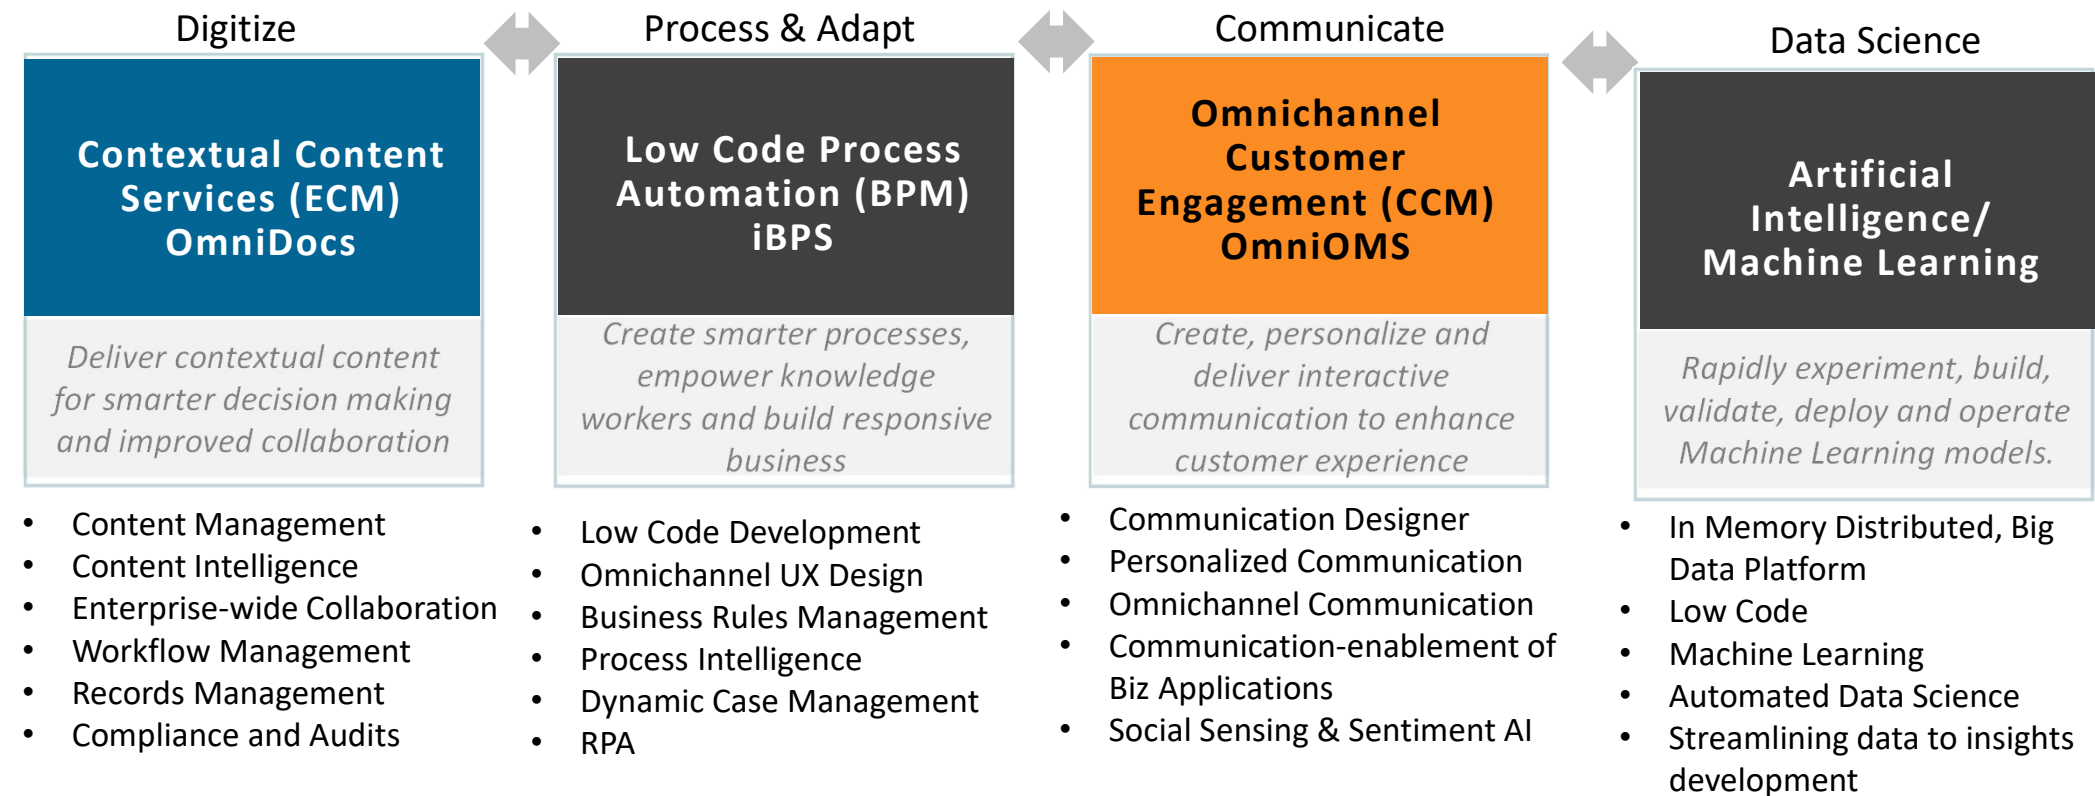 Digitize
Contextual Content
Services (ECM)
OmniDocs
Deliver contextual content
for smarter decision making
and improved collaboration
• Content Management
• Content Intelligence
• Enterprise-wide Collaboration
• Workflow Management
• Records Management
• Compliance and Audits
Process & Adapt
Low Code Process
Automation (BPM)
iBPS
Create smarter processes,
empower knowledge
workers and build responsive
business
• Low Code Development
• Omnichannel UX Design
• Business Rules Management
• Process Intelligence
• Dynamic Case Management
• RPA
Communicate
Omnichannel
Customer
Engagement (CCM)
OmniOMS
Create, personalize and
deliver interactive
communication to enhance
customer experience
• Communication Designer
• Personalized Communication
• Omnichannel Communication
• Communication-enablement of
Biz Applications
• Social Sensing & Sentiment AI
Data Science
Artificial
Intelligence/
Machine Learning
Rapidly experiment, build,
validate, deploy and operate
Machine Learning models.
• In Memory Distributed, Big
Data Platform
• Low Code
• Machine Learning
• Automated Data Science
• Streamlining data to insights
development